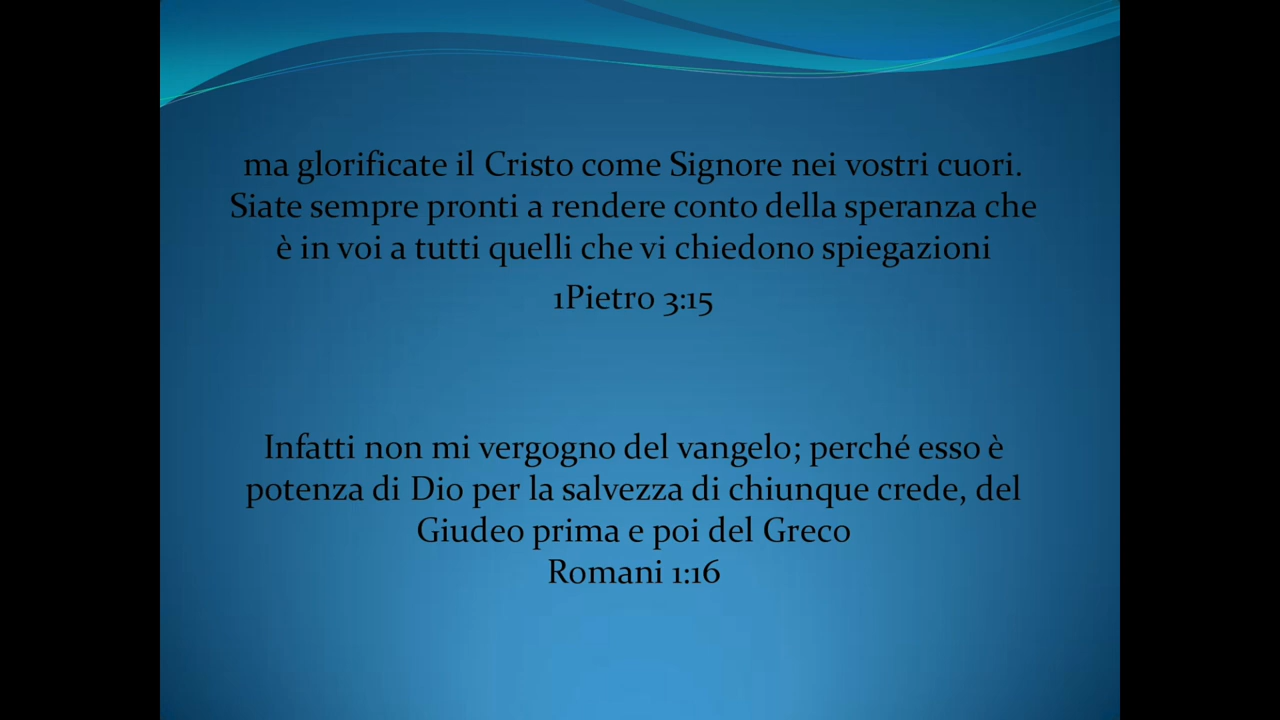 ma glorificate il Cristo come Signore nei vostri cuori.
Siate sempre pronti a rendere conto della speranza che
è in voi a tutti quelli che vi chiedono spiegazioni
1Pietro 3:15
Infatti non mi vergogno del vangelo; perché esso è
potenza di Dio per la salvezza di chiunque crede, del
Giudeo prima e poi del Greco
Romani 1:16